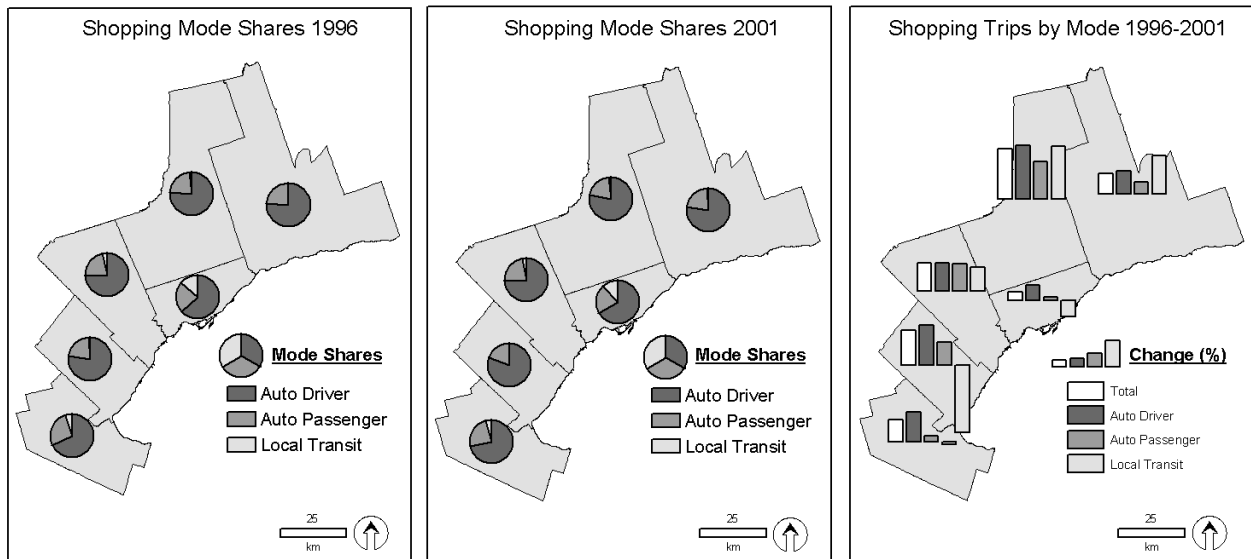 Shopping Mode Shares 1996
Mode Shares
Auto Driver
Auto Passenger
Local Transit
25
km
Shopping Mode Shares 2001
Mode Shares
Auto Driver
Auto Passenger
Local Transit
25
km
Shopping Trips by Mode 1996-2001
Change (%)
Total
Auto Driver
Auto Passenger
Local Transit
25
km